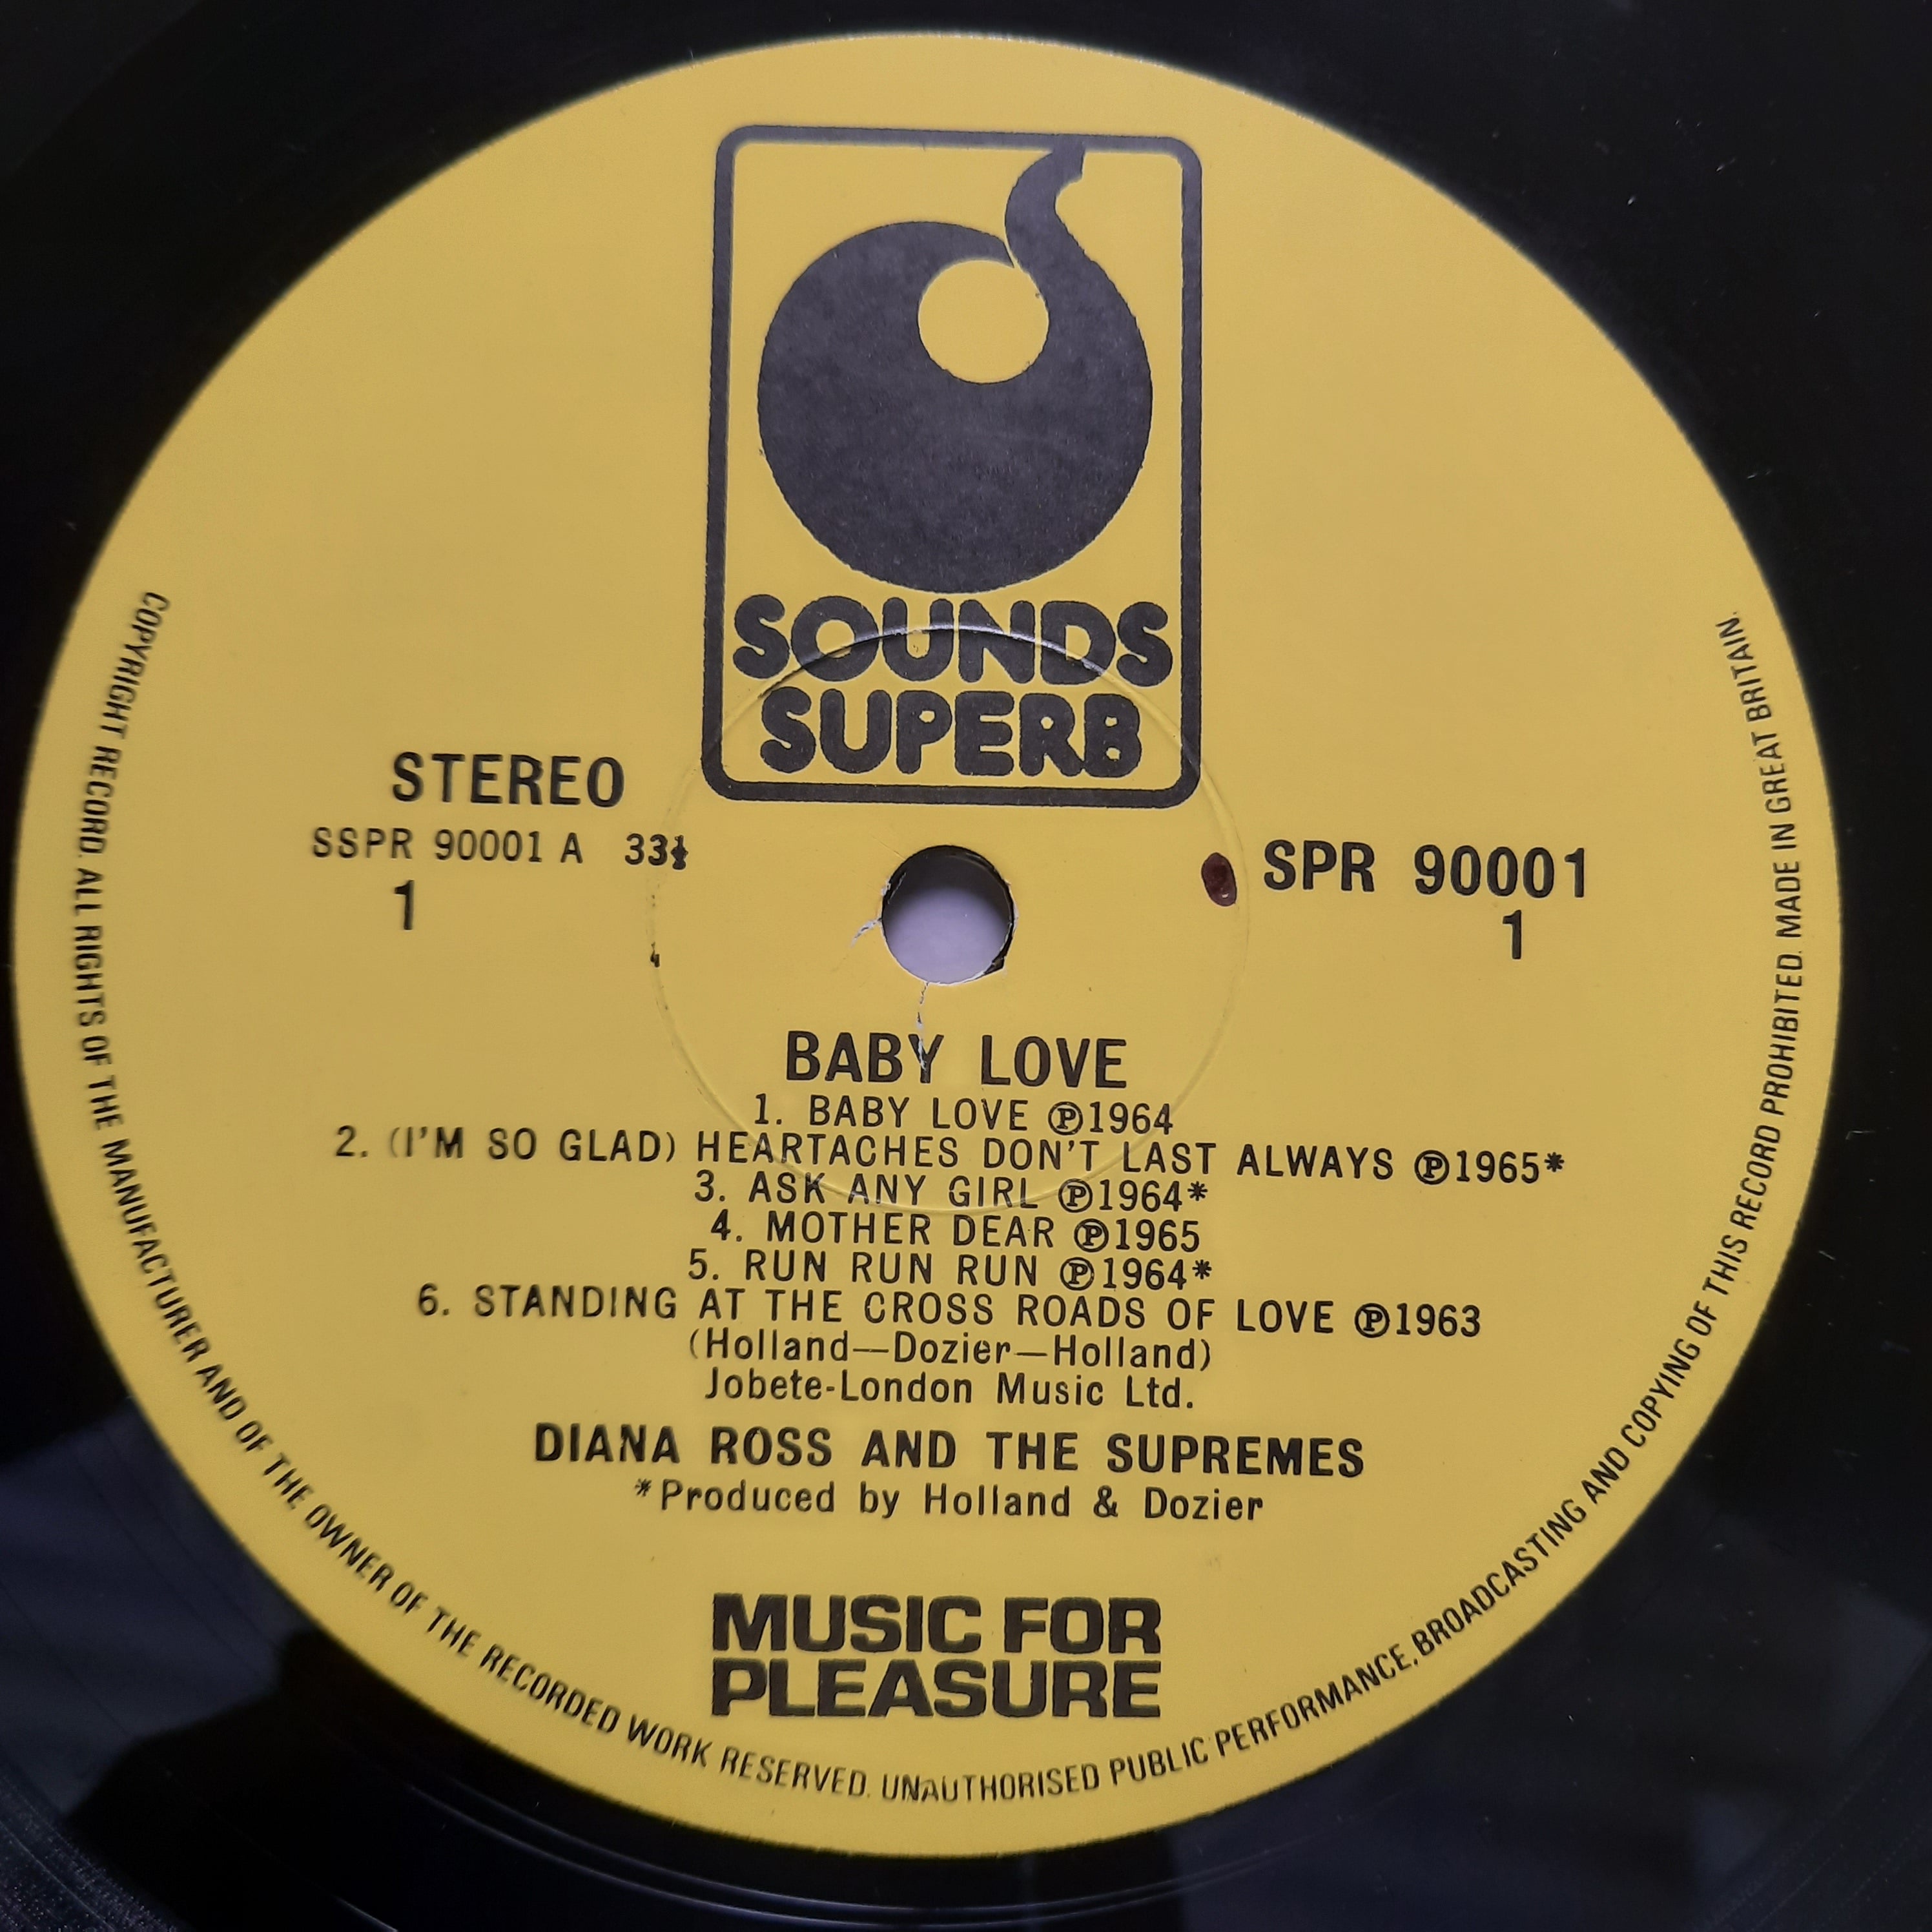 SOUNDS
SUPERB
STEREO
SSPR 90001 A 33⅓
1
SPR 90001
1
BABY LOVE
1. BABY LOVE ℗1964
2. (I'M SO GLAD) HEARTACHES DON'T LAST ALWAYS ℗1965*
3. ASK ANY GIRL ℗1964*
4. MOTHER DEAR ℗1965
5. RUN RUN RUN ℗1964*
6. STANDING AT THE CROSS ROADS OF LOVE ℗1963
(Holland—Dozier—Holland)
Jobete-London Music Ltd.
DIANA ROSS AND THE SUPREMES
*Produced by Holland & Dozier
MUSIC FOR
PLEASURE
COPYRIGHT RECORD. ALL RIGHTS OF THE MANUFACTURER AND OF THE OWNER OF THE RECORDED WORK RESERVED. UNAUTHORISED PUBLIC PERFORMANCE, BROADCASTING AND COPYING OF THIS RECORD PROHIBITED. MADE IN GREAT BRITAIN.